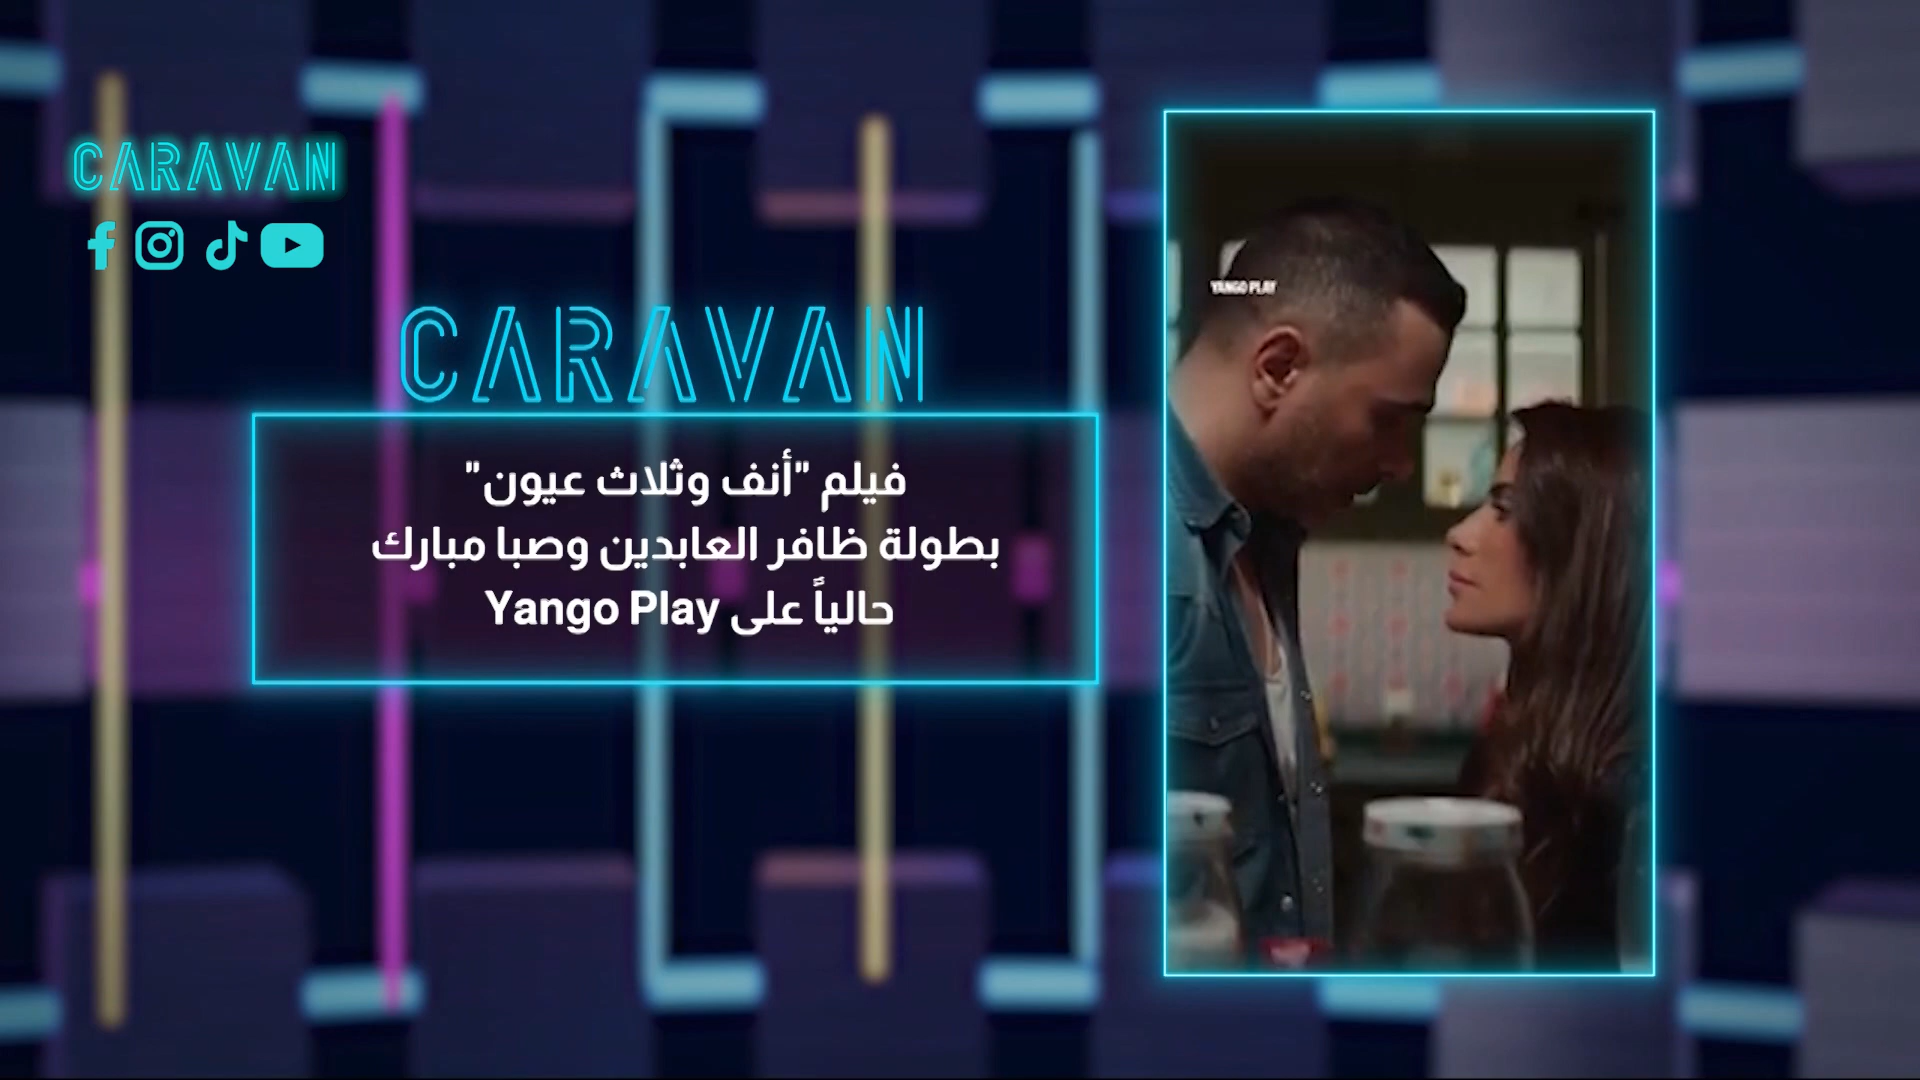 CARAVAN
CARAVAN
فيلم "أنف وثلاث عيون"
بطولة ظافر العابدين وصبا مبارك
حالياً على Yango Play
YANGO PLAY